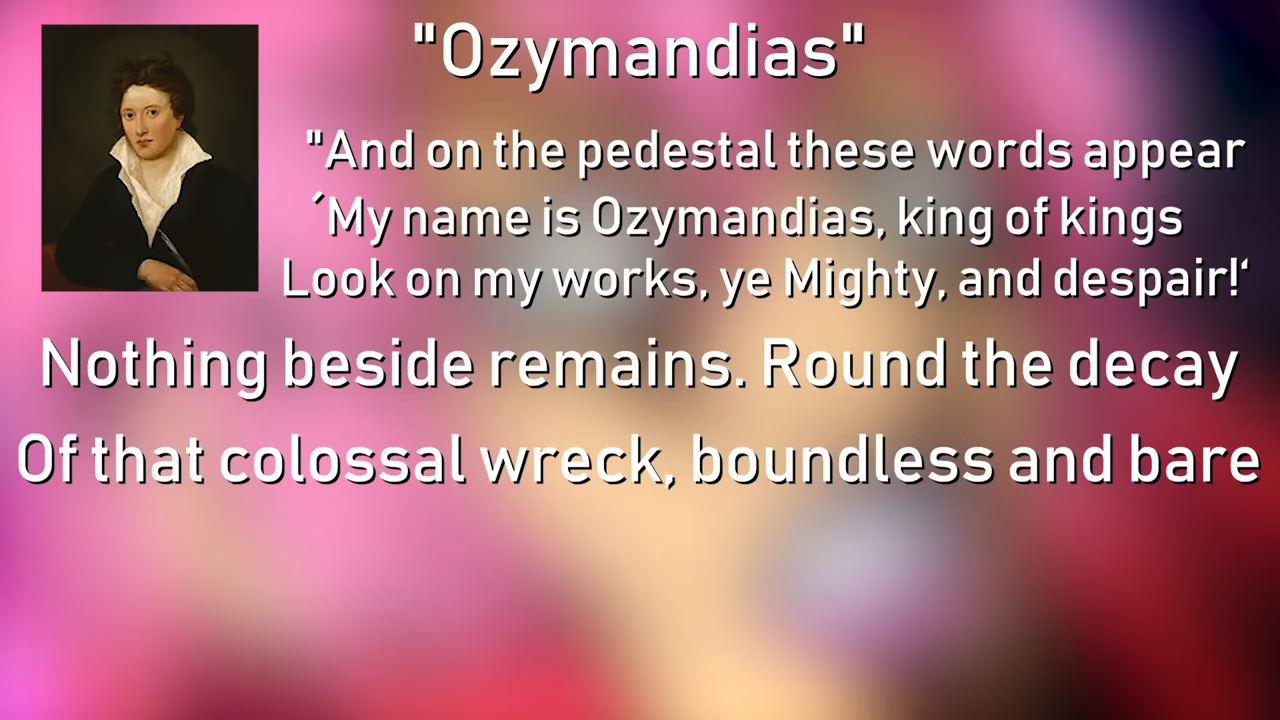 "Ozymandias"
"And on the pedestal these words appear
´My name is Ozymandias, king of kings
Look on my works, ye Mighty, and despair!‘
Nothing beside remains. Round the decay
Of that colossal wreck, boundless and bare